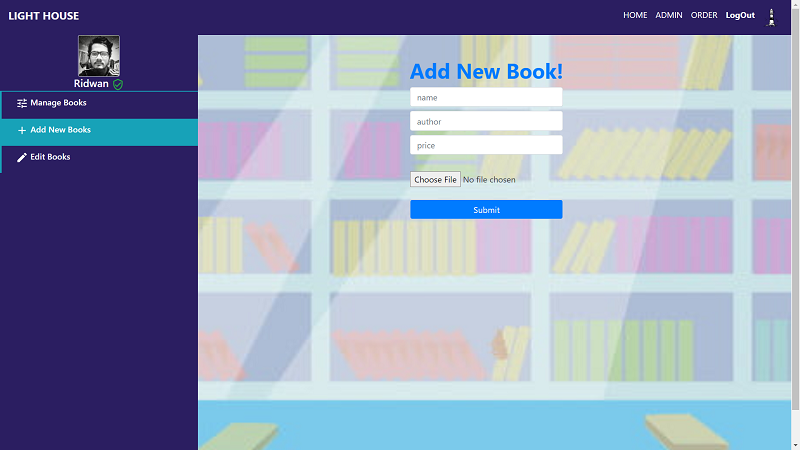 LIGHT HOUSE
HOME ADMIN ORDER LogOut
Ridwan
Manage Books
Add New Books
Edit Books
Add New Book!
name
author
price
Choose File No file chosen
Submit